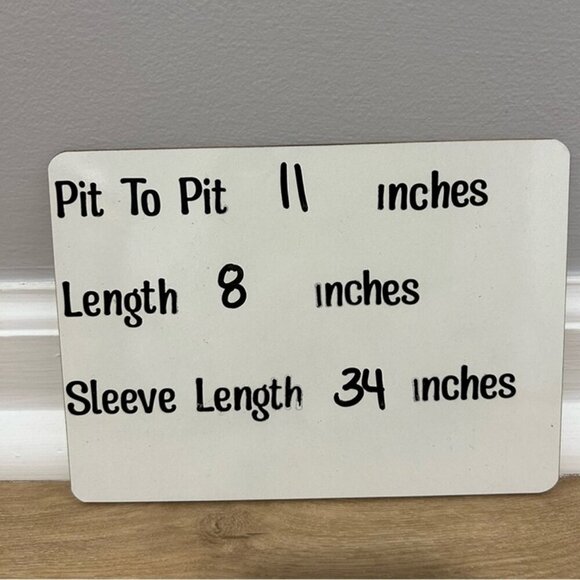 Pit To Pit 11 inches
Length 8 inches
Sleeve Length 34 inches